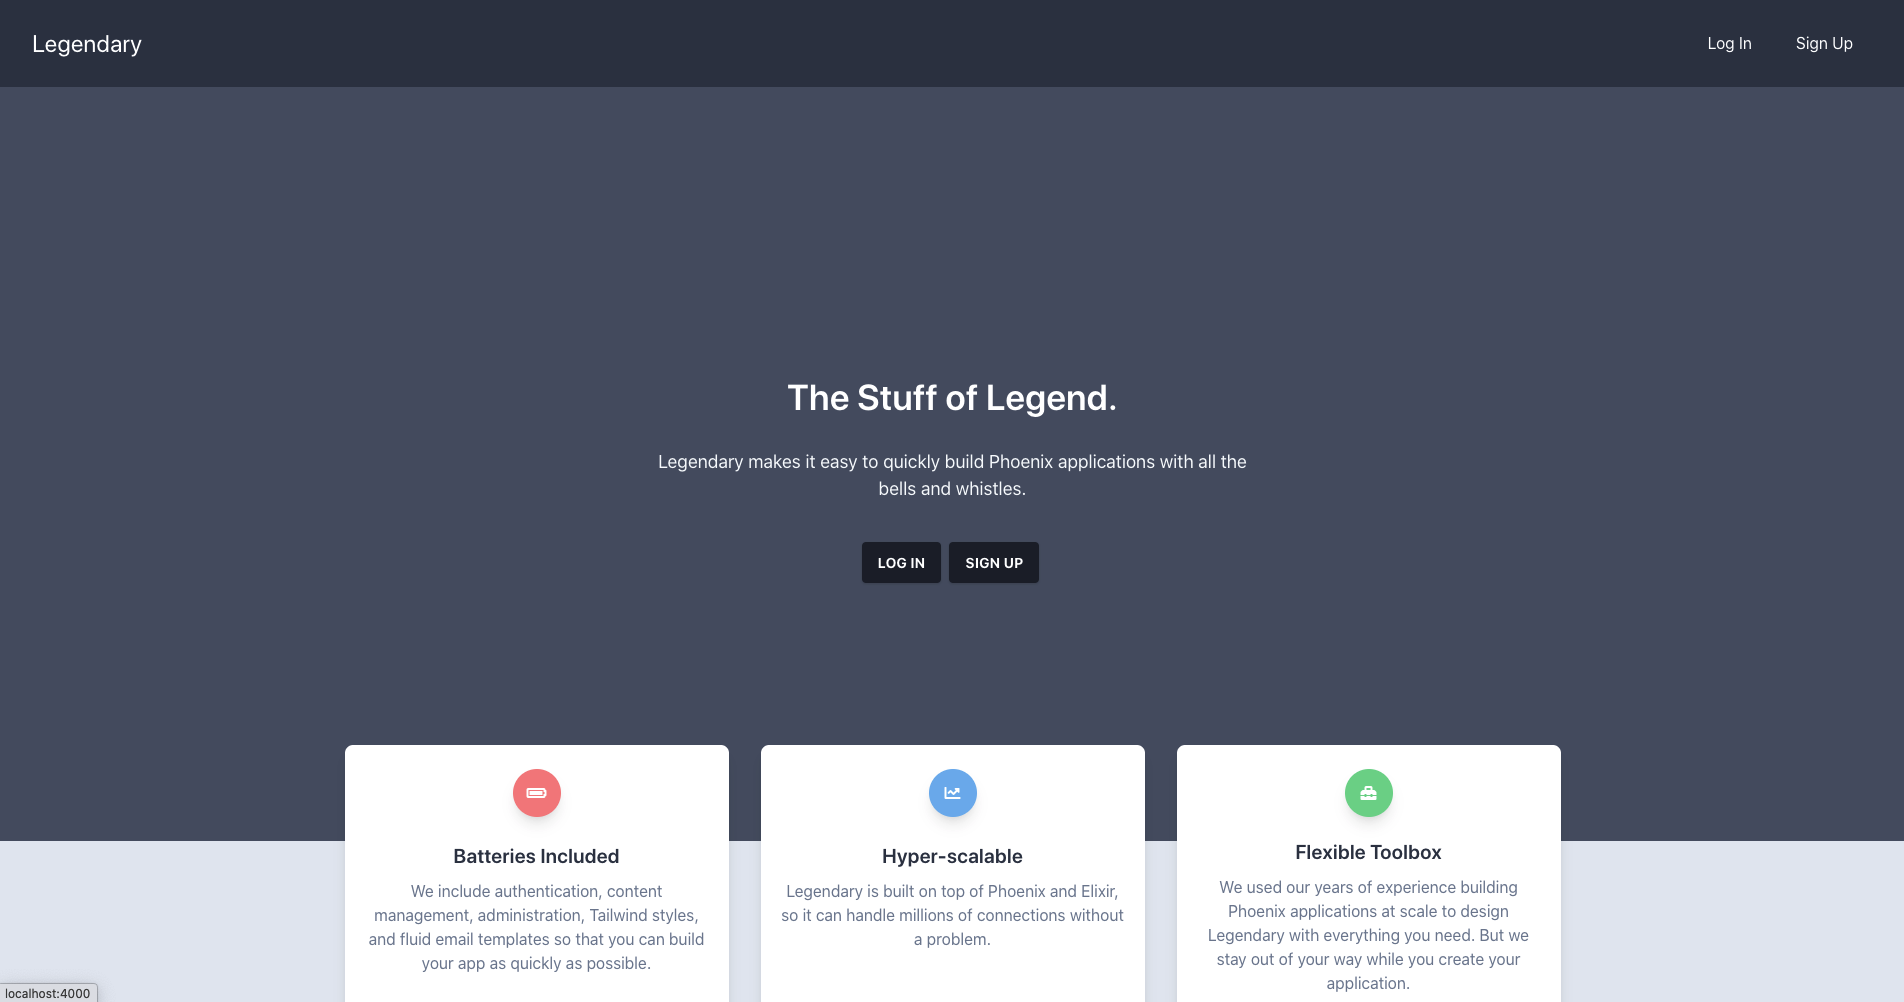 Legendary
Log In
Sign Up
The Stuff of Legend.
Legendary makes it easy to quickly build Phoenix applications with all the
bells and whistles.
LOG IN
SIGN UP
Batteries Included
We include authentication, content
management, administration, Tailwind styles,
and fluid email templates so that you can build
your app as quickly as possible.
Hyper-scalable
Legendary is built on top of Phoenix and Elixir,
so it can handle millions of connections without
a problem.
Flexible Toolbox
We used our years of experience building
Phoenix applications at scale to design
Legendary with everything you need. But we
stay out of your way while you create your
application.
localhost:4000